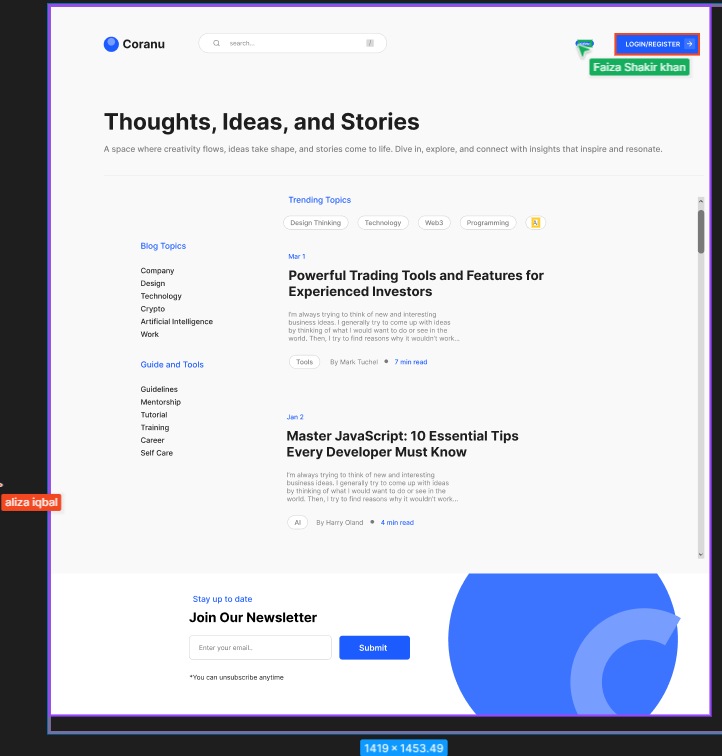 Coranu
search...
/
LOGIN/REGISTER
Faiza Shakir khan
Thoughts, Ideas, and Stories
A space where creativity flows, ideas take shape, and stories come to life. Dive in, explore, and connect with insights that inspire and resonate.
Trending Topics
Design Thinking
Technology
Web3
Programming
Blog Topics
Company
Design
Technology
Crypto
Artificial Intelligence
Work
Guide and Tools
Guidelines
Mentorship
Tutorial
Training
Career
Self Care
Mar 1
Powerful Trading Tools and Features for
Experienced Investors
I'm always trying to think of new and interesting
business ideas. I generally try to come up with ideas
by thinking of what I would want to do or see in the
world. Then, I try to find reasons why it wouldn't work...
Tools
By Mark Tuchel
7 min read
Jan 2
Master JavaScript: 10 Essential Tips
Every Developer Must Know
I'm always trying to think of new and interesting
business ideas. I generally try to come up with ideas
by thinking of what I would want to do or see in the
world. Then, I try to find reasons why it wouldn't work...
AI
By Harry Oland
4 min read
aliza iqbal
Stay up to date
Join Our Newsletter
Enter your email..
Submit
*You can unsubscribe anytime
1419 × 1453.49